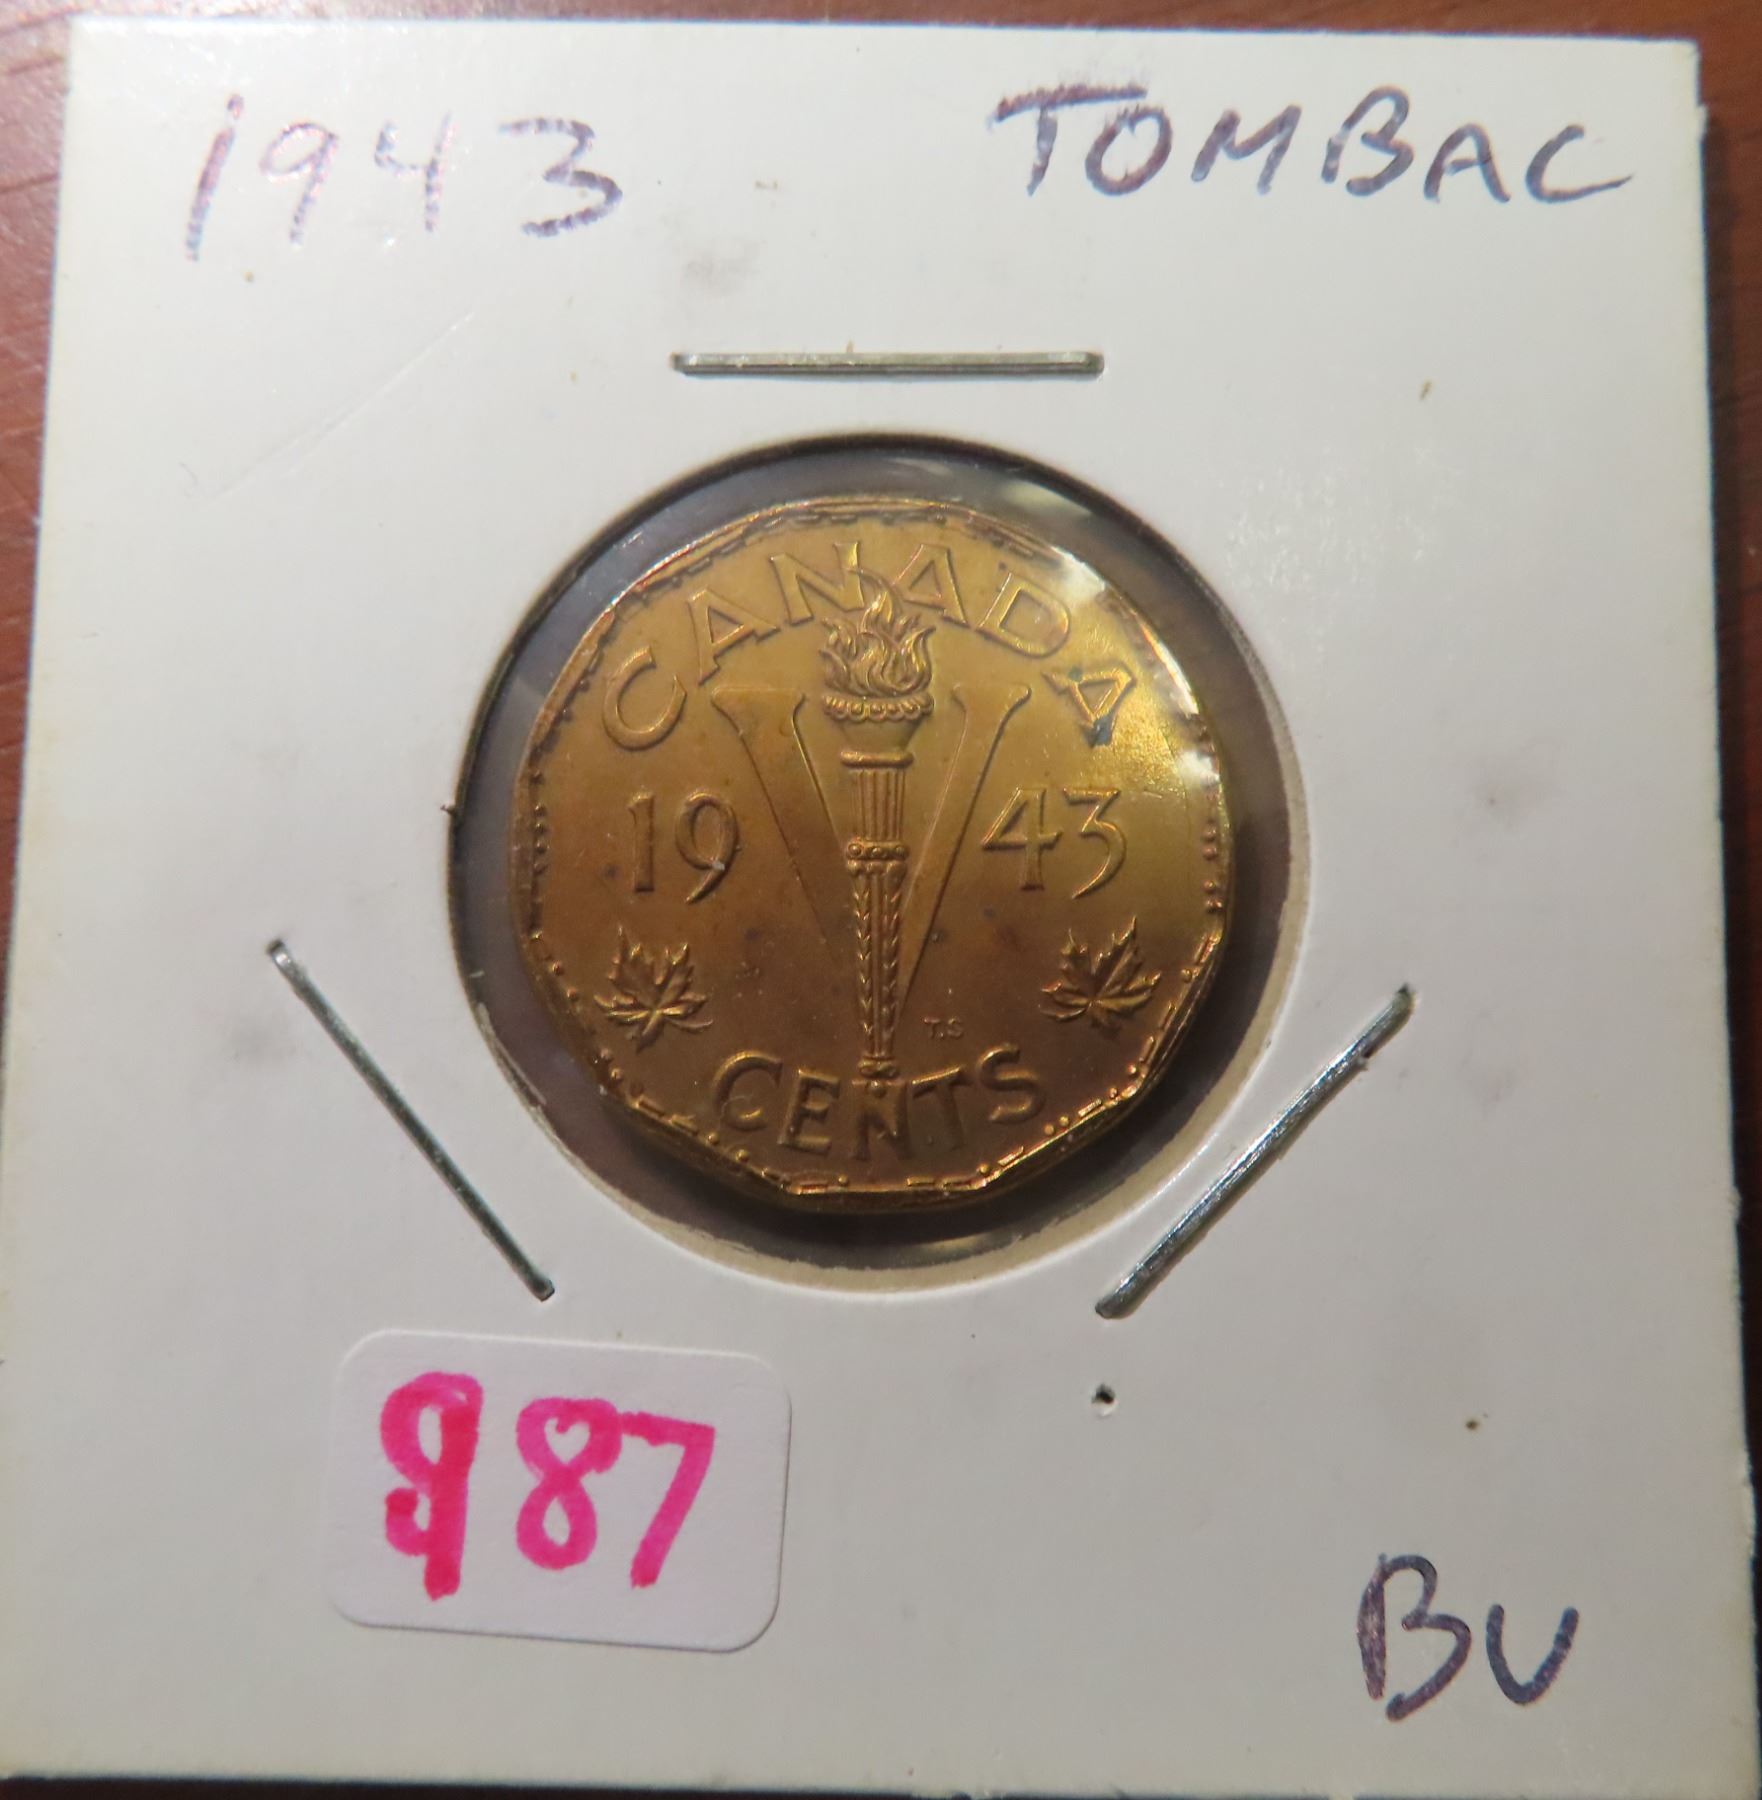 1943 TOMBAC
CANADA
19 V 43
T.S
CENTS
987
BU